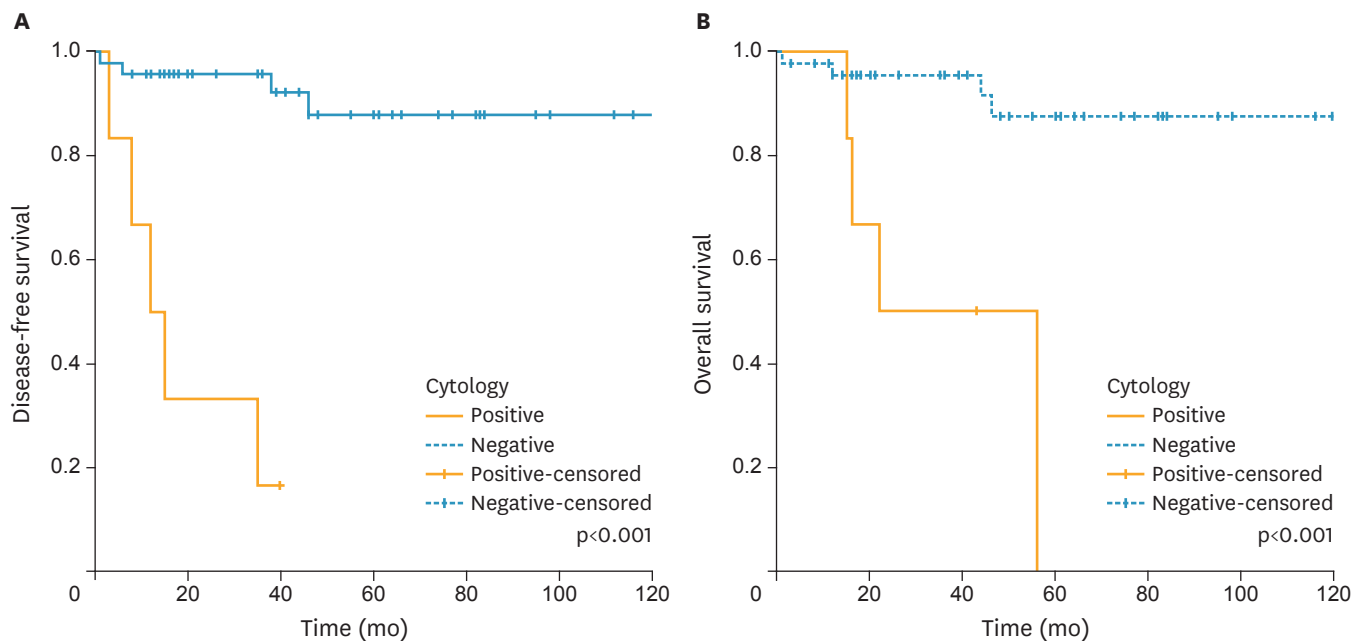 A
1.0
0.8
0.6
0.4
0.2
0
20
40
60
80
100
120
Disease-free survival
Time (mo)
Cytology
Positive
Negative
Positive-censored
Negative-censored
p<0.001
B
1.0
0.8
0.6
0.4
0.2
0
20
40
60
80
100
120
Overall survival
Time (mo)
Cytology
Positive
Negative
Positive-censored
Negative-censored
p<0.001